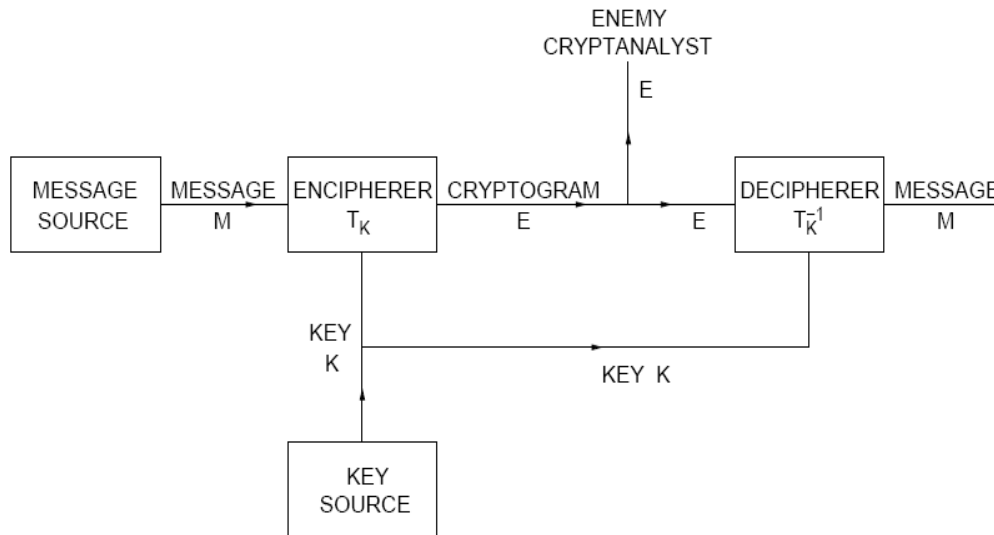 ENEMY
CRYPTANALYST
E
MESSAGE
SOURCE
MESSAGE
M
ENCIPHERER
T_K
CRYPTOGRAM
E
E
DECIPHERER
T_K^-1
MESSAGE
M
KEY
K
KEY K
KEY
SOURCE